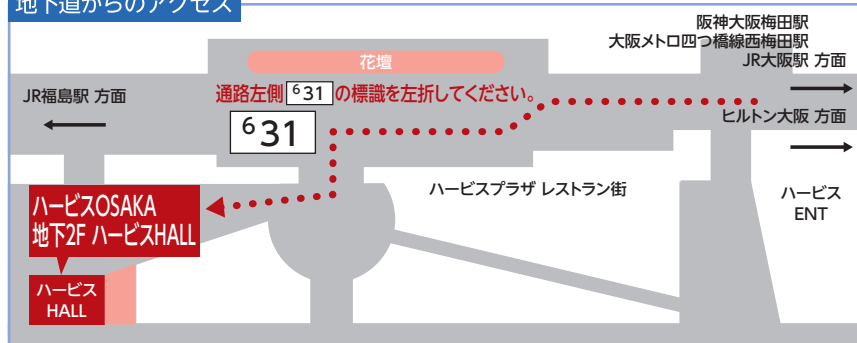 地下道からのアクセス
阪神大阪梅田駅
大阪メトロ四つ橋線西梅田駅
JR大阪駅 方面
花壇
JR福島駅 方面
通路左側 ⁶31 の標識を左折してください。
⁶31
ヒルトン大阪 方面
ハービスOSAKA
地下2F ハービスHALL
ハービスプラザ レストラン街
ハービス
ENT
ハービス
HALL